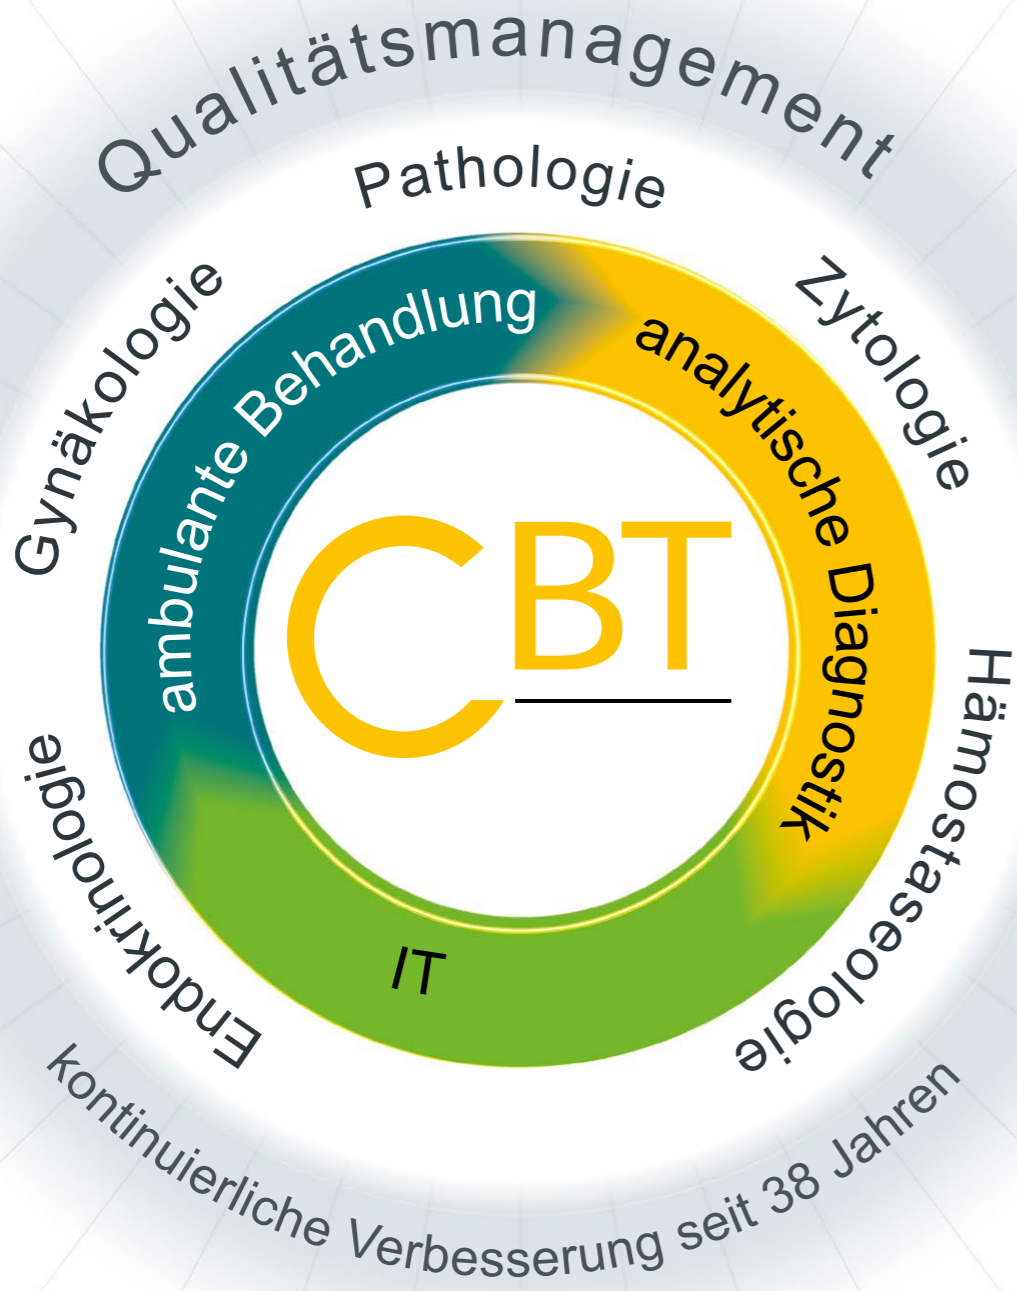 Qualitätsmanagement
Pathologie
Zytologie
Hämostaseologie
Endokrinologie
Gynäkologie
ambulante Behandlung
analytische Diagnostik
IT
CBT
kontinuierliche Verbesserung seit 38 Jahren